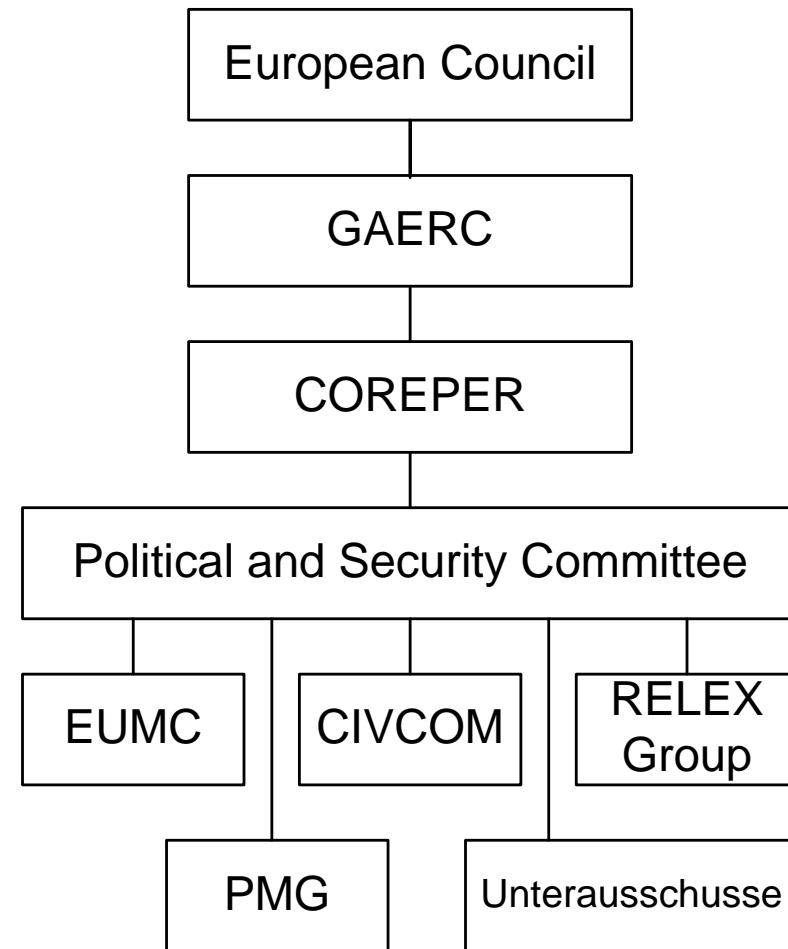 European Council
GAERC
COREPER
Political and Security Committee
EUMC
CIVCOM
RELEX
Group
PMG
Unterausschusse